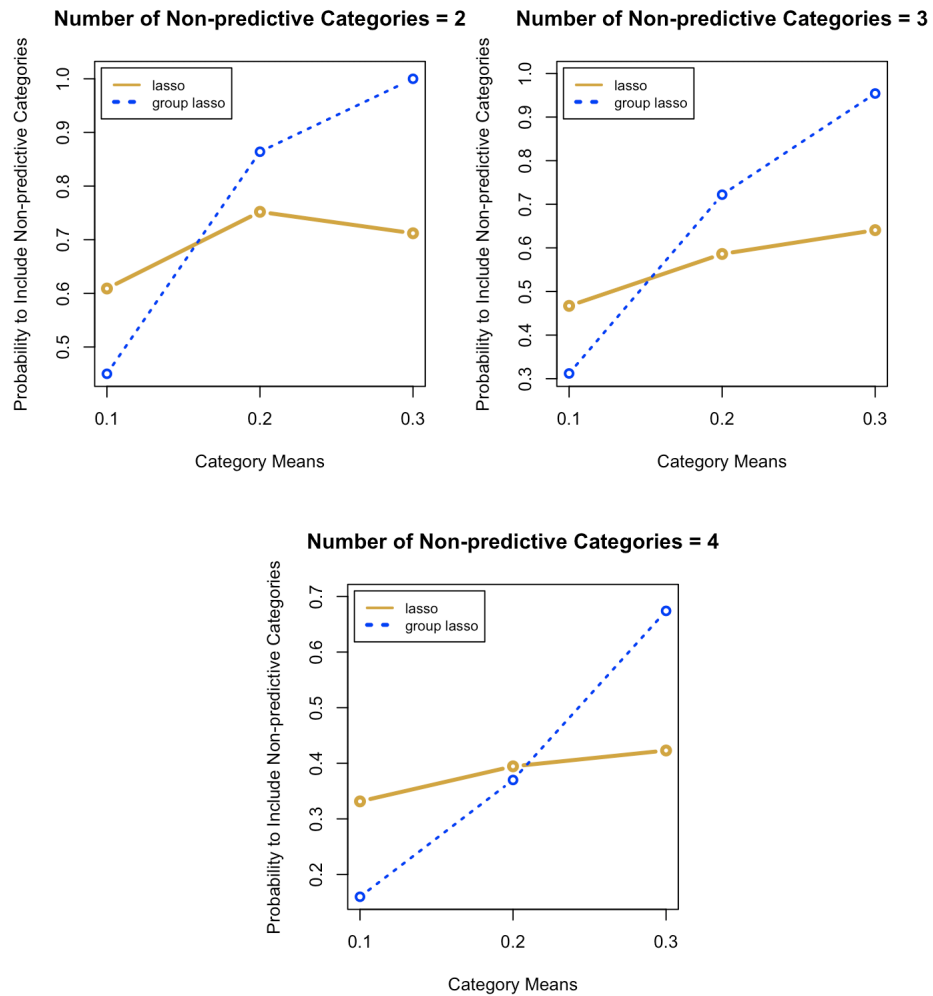 Number of Non-predictive Categories = 2
Probability to Include Non-predictive Categories
1.0
0.9
0.8
0.7
0.6
0.5
lasso
group lasso
0.1 0.2 0.3
Category Means
Number of Non-predictive Categories = 3
Probability to Include Non-predictive Categories
1.0
0.9
0.8
0.7
0.6
0.5
0.4
0.3
lasso
group lasso
0.1 0.2 0.3
Category Means
Number of Non-predictive Categories = 4
Probability to Include Non-predictive Categories
0.7
0.6
0.5
0.4
0.3
0.2
lasso
group lasso
0.1 0.2 0.3
Category Means